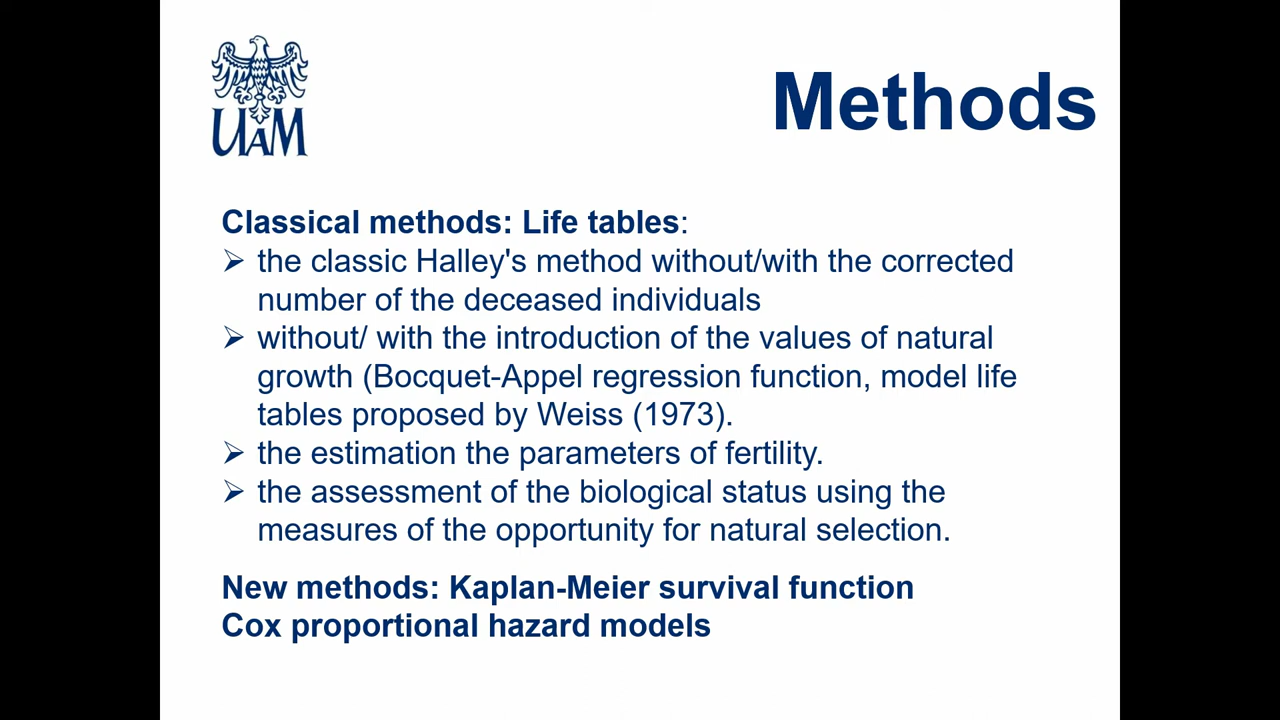 UAM
Methods
Classical methods: Life tables:
➢ the classic Halley's method without/with the corrected
number of the deceased individuals
➢ without/ with the introduction of the values of natural
growth (Bocquet-Appel regression function, model life
tables proposed by Weiss (1973).
➢ the estimation the parameters of fertility.
➢ the assessment of the biological status using the
measures of the opportunity for natural selection.
New methods: Kaplan-Meier survival function
Cox proportional hazard models